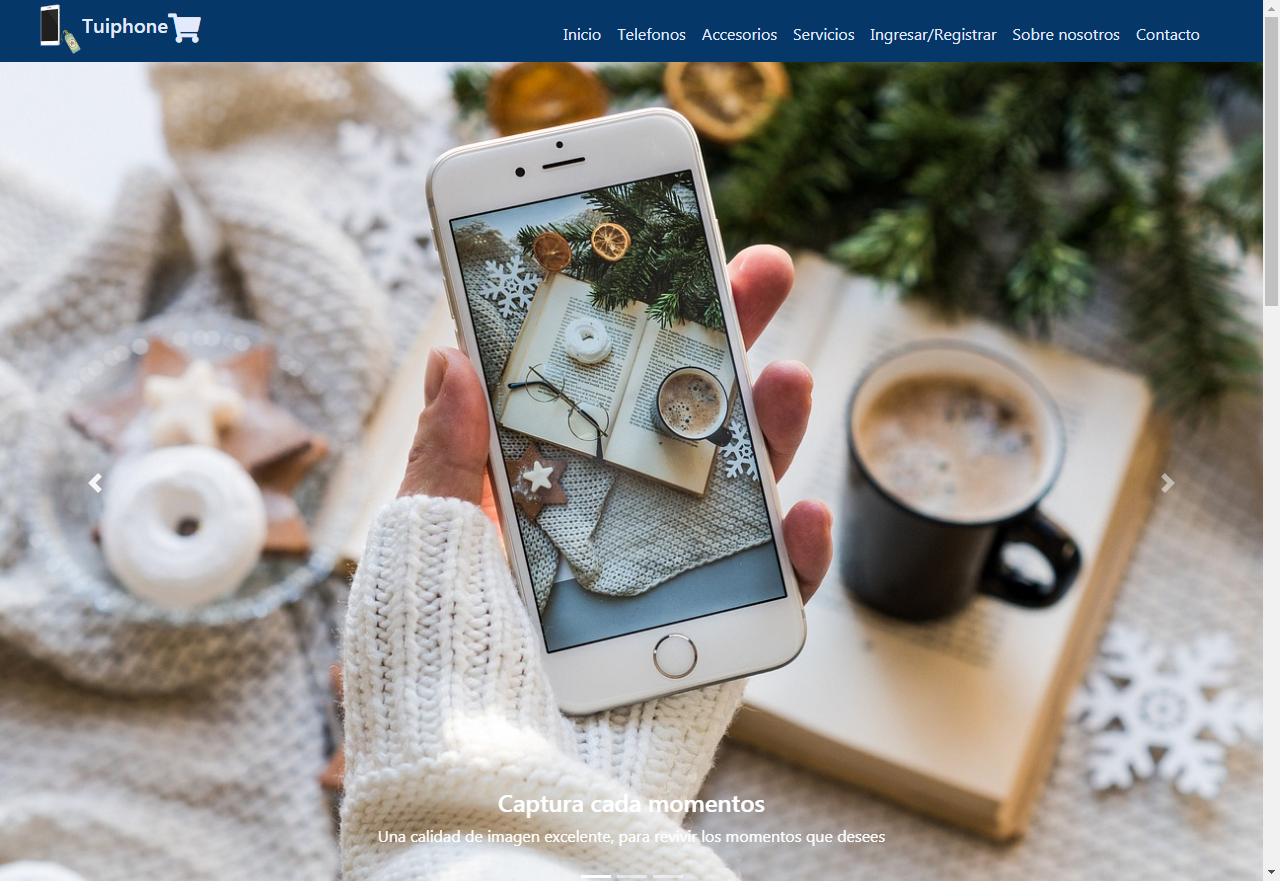 Tuiphone
Inicio Telefonos Accesorios Servicios Ingresar/Registrar Sobre nosotros Contacto
Captura cada momentos
Una calidad de imagen excelente, para revivir los momentos que desees